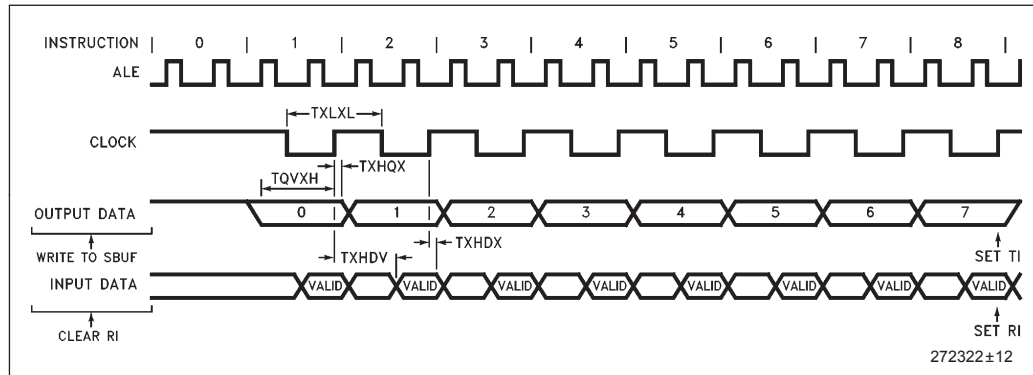 INSTRUCTION | 0 | 1 | 2 | 3 | 4 | 5 | 6 | 7 | 8 |
ALE
TXLXL
CLOCK
TXHQX
TQVXH
OUTPUT DATA 0 1 2 3 4 5 6 7
WRITE TO SBUF
TXHDV TXHDX
SET TI
INPUT DATA VALID VALID VALID VALID VALID VALID VALID VALID
CLEAR RI
SET RI
272322±12